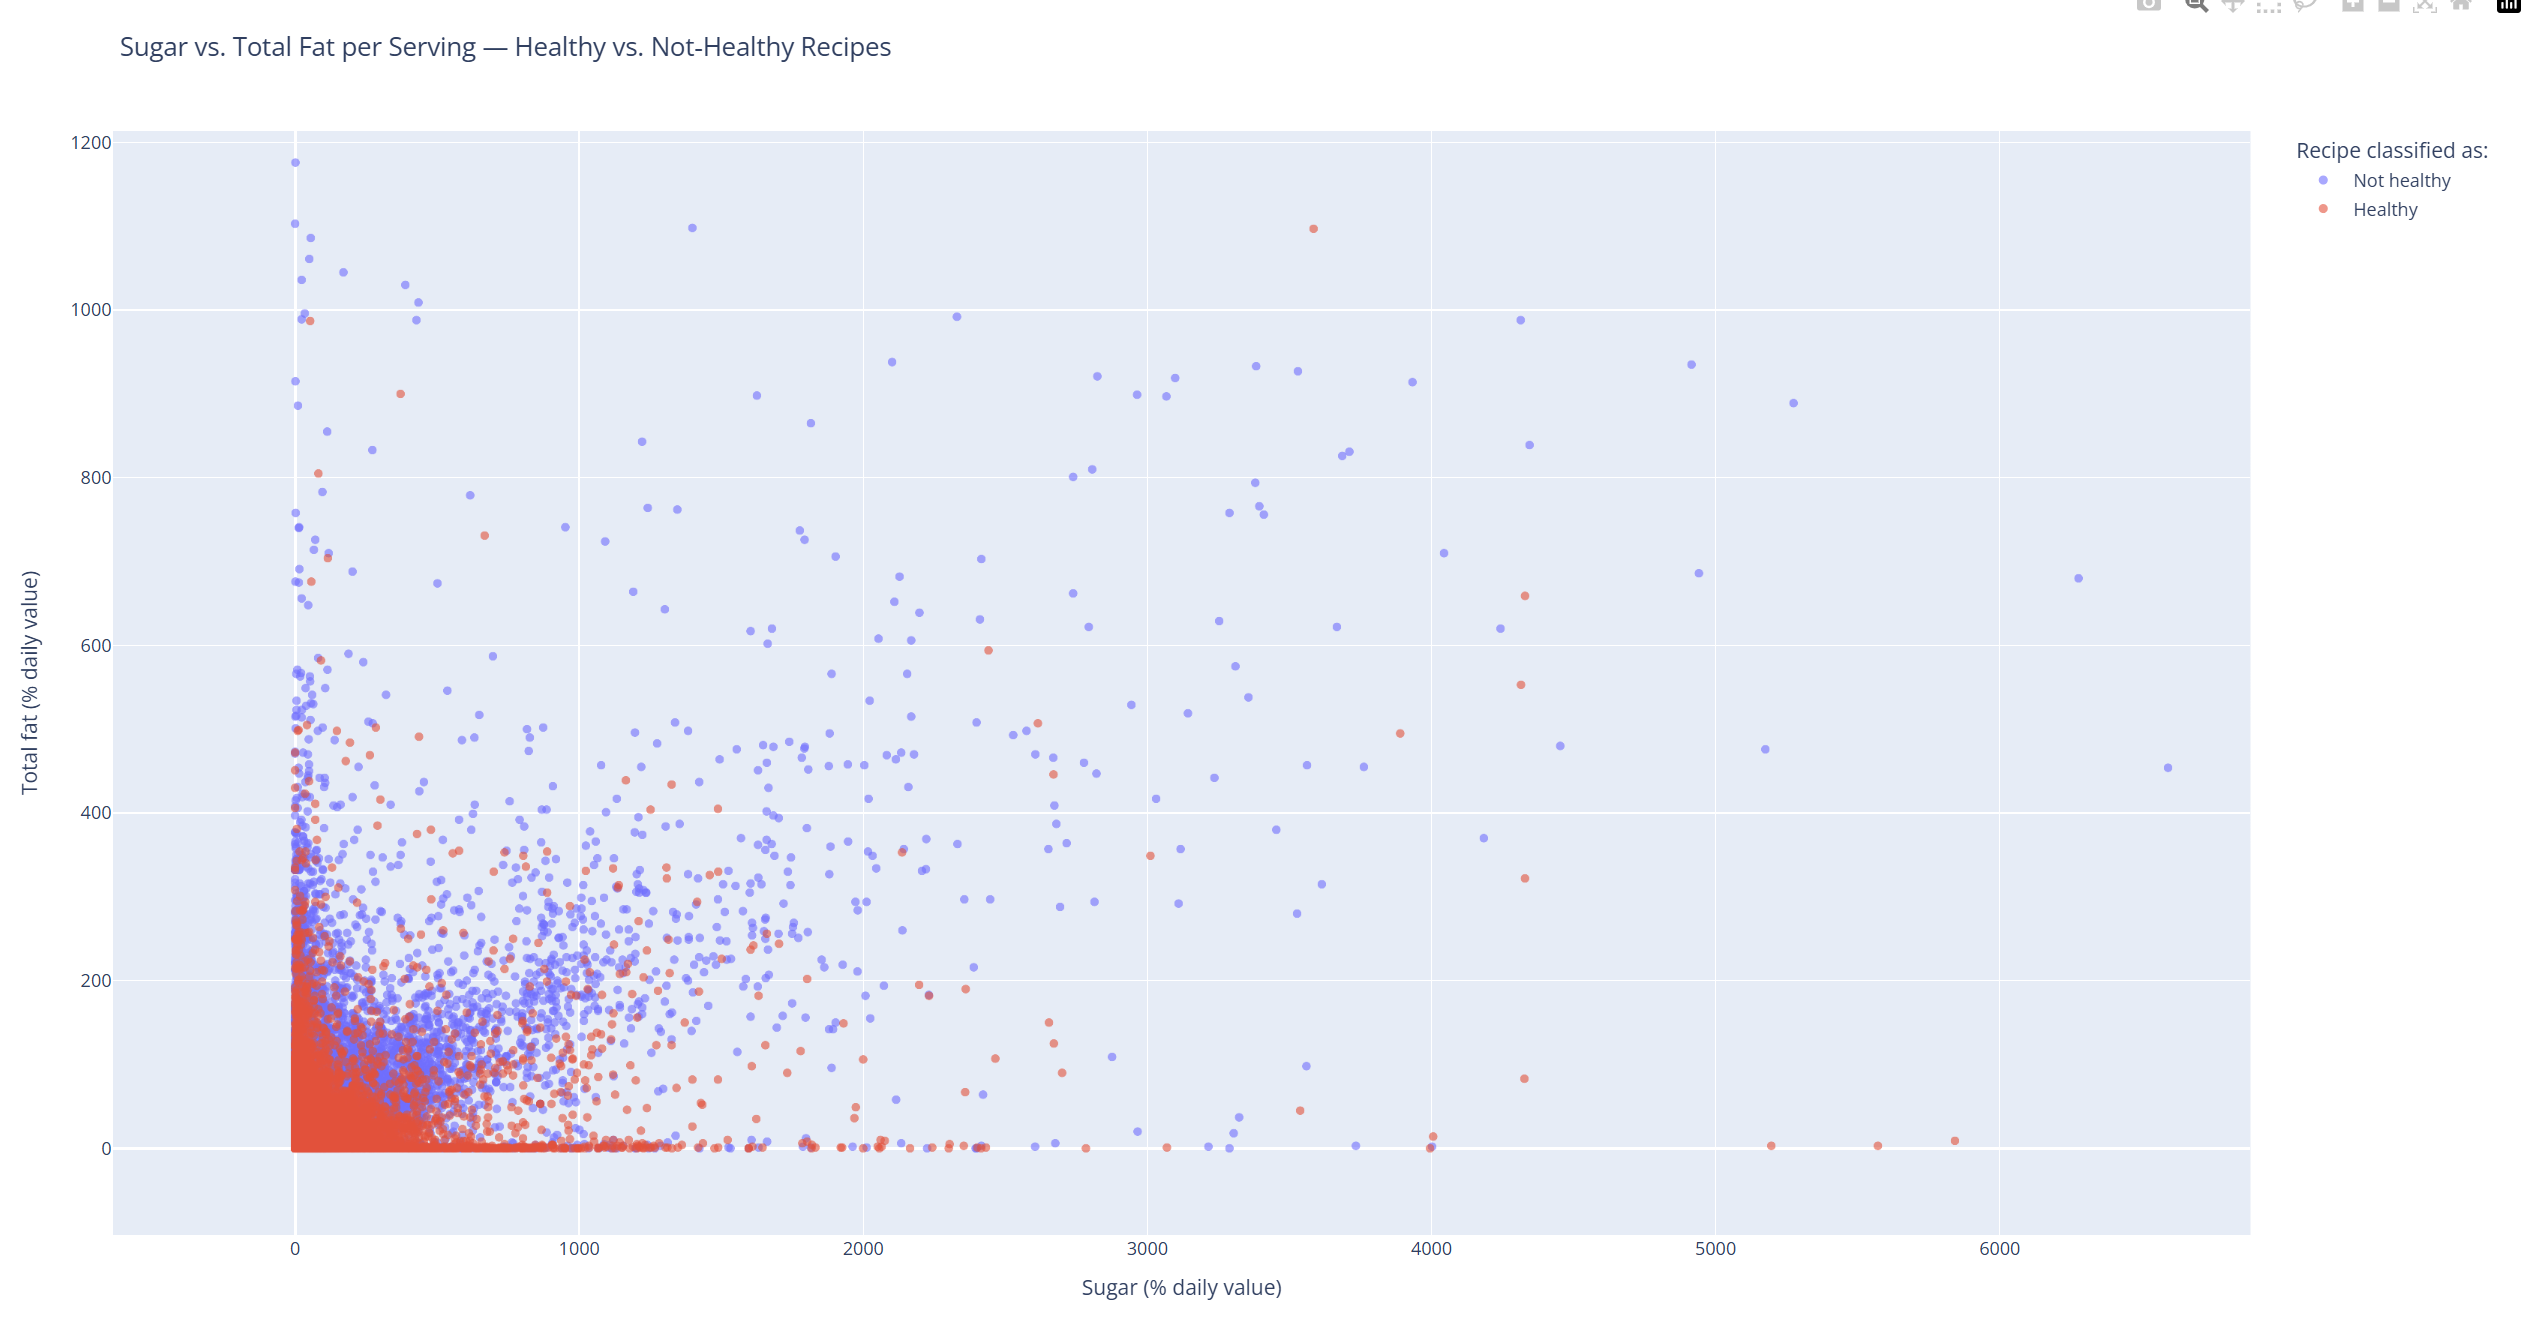 Sugar vs. Total Fat per Serving — Healthy vs. Not-Healthy Recipes
Recipe classified as:
Not healthy
Healthy
Total fat (% daily value)
1200
1000
800
600
400
200
0
0 1000 2000 3000 4000 5000 6000
Sugar (% daily value)